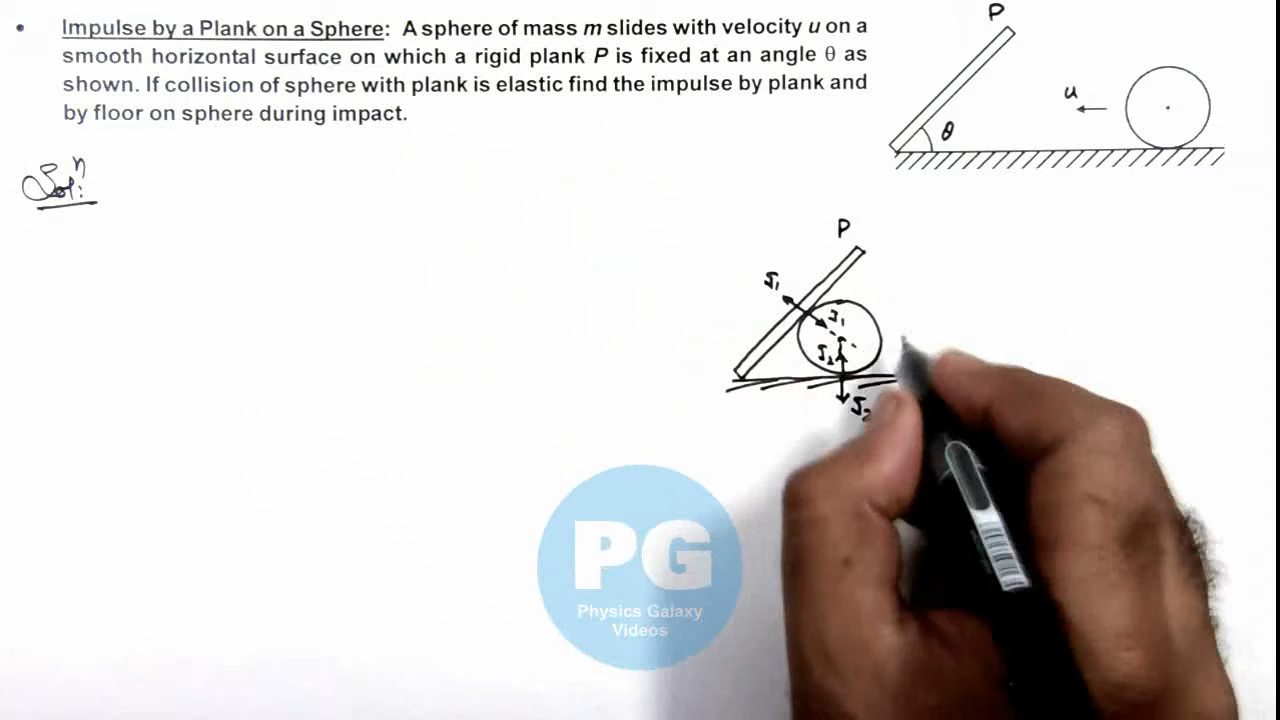 • Impulse by a Plank on a Sphere: A sphere of mass m slides with velocity u on a
smooth horizontal surface on which a rigid plank P is fixed at an angle θ as
shown. If collision of sphere with plank is elastic find the impulse by plank and
by floor on sphere during impact.
P
u
θ
Solⁿ:
P
J₁
J₁
J₂
J₂
PG
Physics Galaxy
Videos